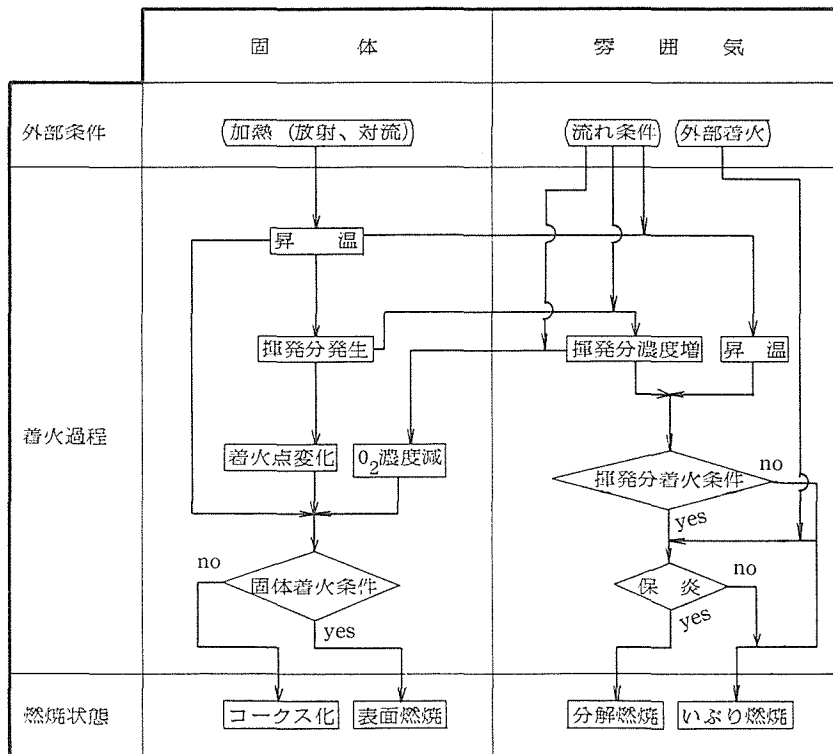 固体
雰囲気
外部条件
(加熱(放射、対流))
(流れ条件)
(外部着火)
昇温
揮発分発生
揮発分濃度増
昇温
着火過程
着火点変化
O₂濃度減
揮発分着火条件
no
yes
no
固体着火条件
yes
保炎
no
yes
燃焼状態
コークス化
表面燃焼
分解燃焼
いぶり燃焼